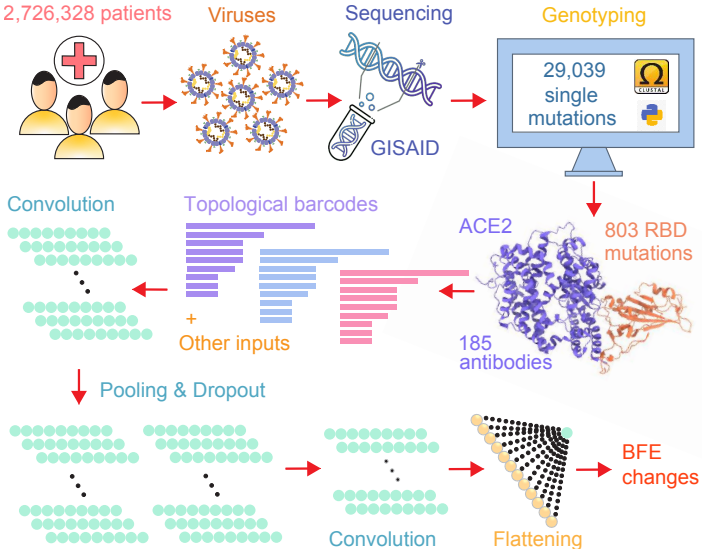 2,726,328 patients
Viruses
Sequencing
Genotyping
GISAID
29,039
single
mutations
CLUSTAL
Convolution
Topological barcodes
ACE2
803 RBD
mutations
+
Other inputs
185
antibodies
Pooling & Dropout
Convolution
Flattening
BFE
changes